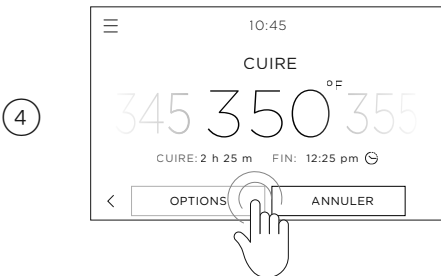 10:45
CUIRE
4
345 350°F 355
CUIRE: 2 h 25 m FIN: 12:25 pm
OPTIONS ANNULER